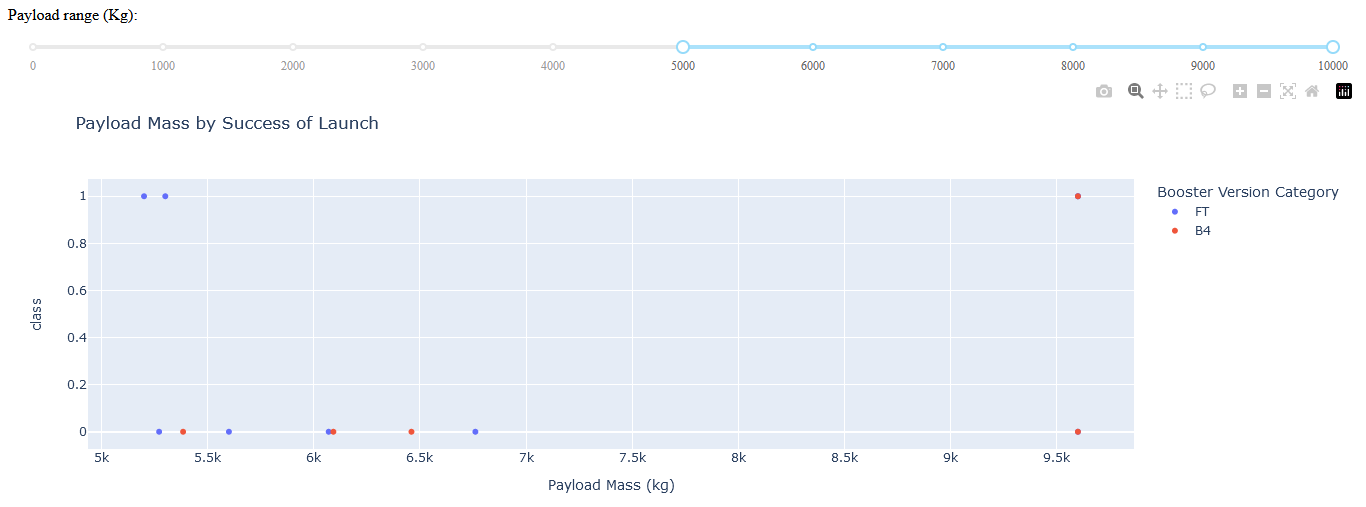 Payload range (Kg):
0 1000 2000 3000 4000 5000 6000 7000 8000 9000 10000
Payload Mass by Success of Launch
Booster Version Category
FT
B4
1
0.8
0.6
0.4
0.2
0
class
5k 5.5k 6k 6.5k 7k 7.5k 8k 8.5k 9k 9.5k
Payload Mass (kg)